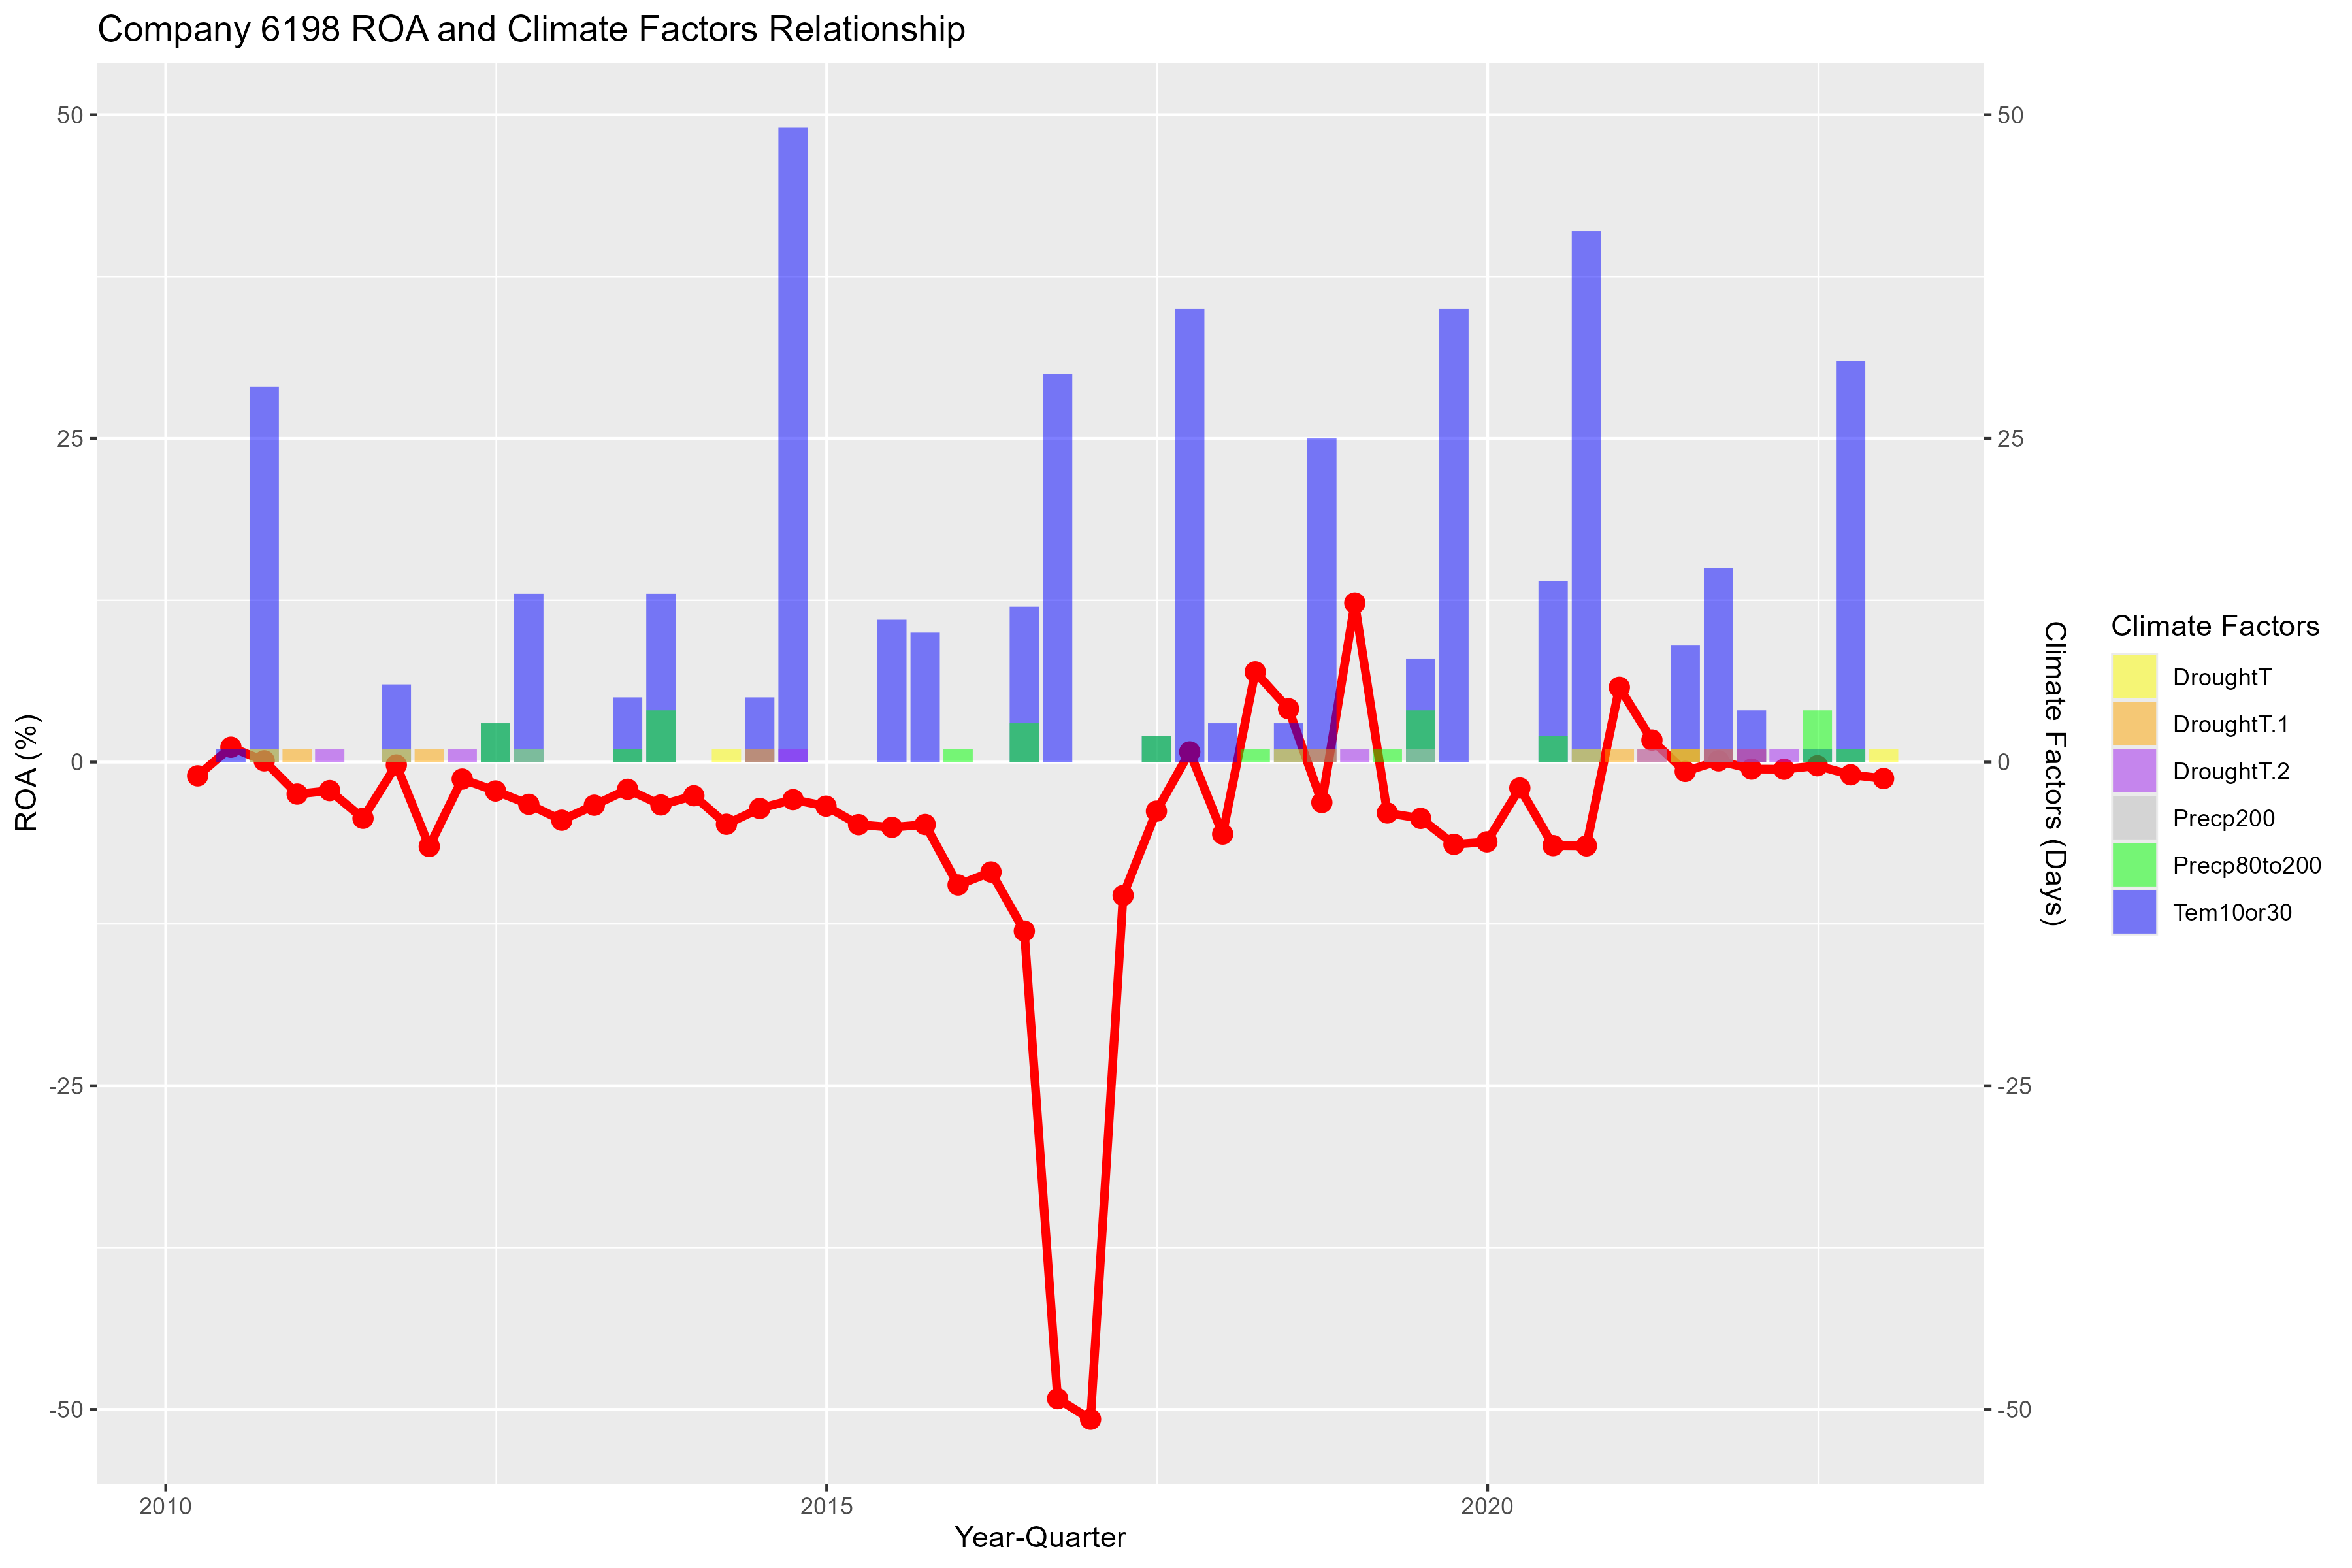 Company 6198 ROA and Climate Factors Relationship
50
25
0
-25
-50
ROA (%)
2010
2015
2020
Year-Quarter
50
25
0
-25
-50
Climate Factors (Days)
Climate Factors
DroughtT
DroughtT.1
DroughtT.2
Precp200
Precp80to200
Tem10or30